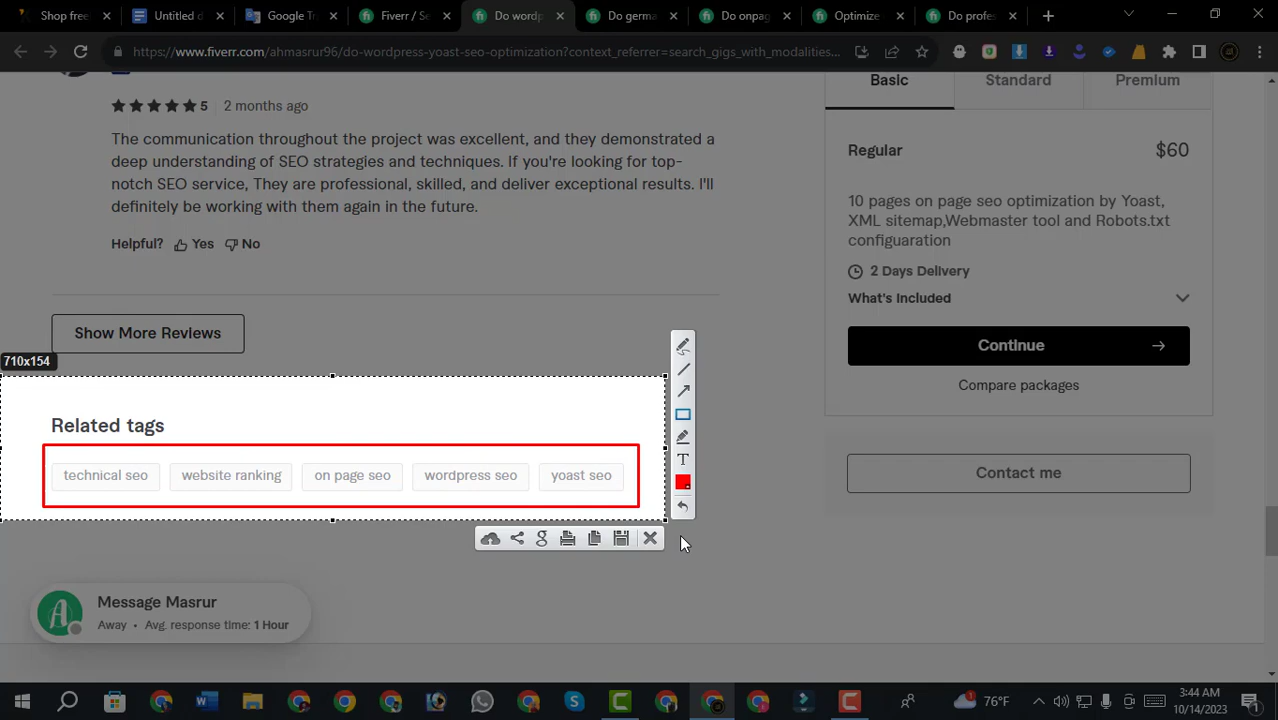 Shop free
Untitled d
Google Tra
Fiverr / Se
Do wordp
Do germa
Do onpag
Optimize
Do profes
https://www.fiverr.com/ahmasrur96/do-wordpress-yoast-seo-optimization?context_referrer=search_gigs_with_modalities...
5 2 months ago
The communication throughout the project was excellent, and they demonstrated a
deep understanding of SEO strategies and techniques. If you're looking for top-
notch SEO service, They are professional, skilled, and deliver exceptional results. I'll
definitely be working with them again in the future.
Helpful? Yes No
Show More Reviews
710x154
Related tags
technical seo
website ranking
on page seo
wordpress seo
yoast seo
Basic
Standard
Premium
Regular $60
10 pages on page seo optimization by Yoast,
XML sitemap,Webmaster tool and Robots.txt
configuaration
2 Days Delivery
What's Included
Continue
Compare packages
Contact me
Message Masrur
Away • Avg. response time: 1 Hour
76°F
3:44 AM
10/14/2023